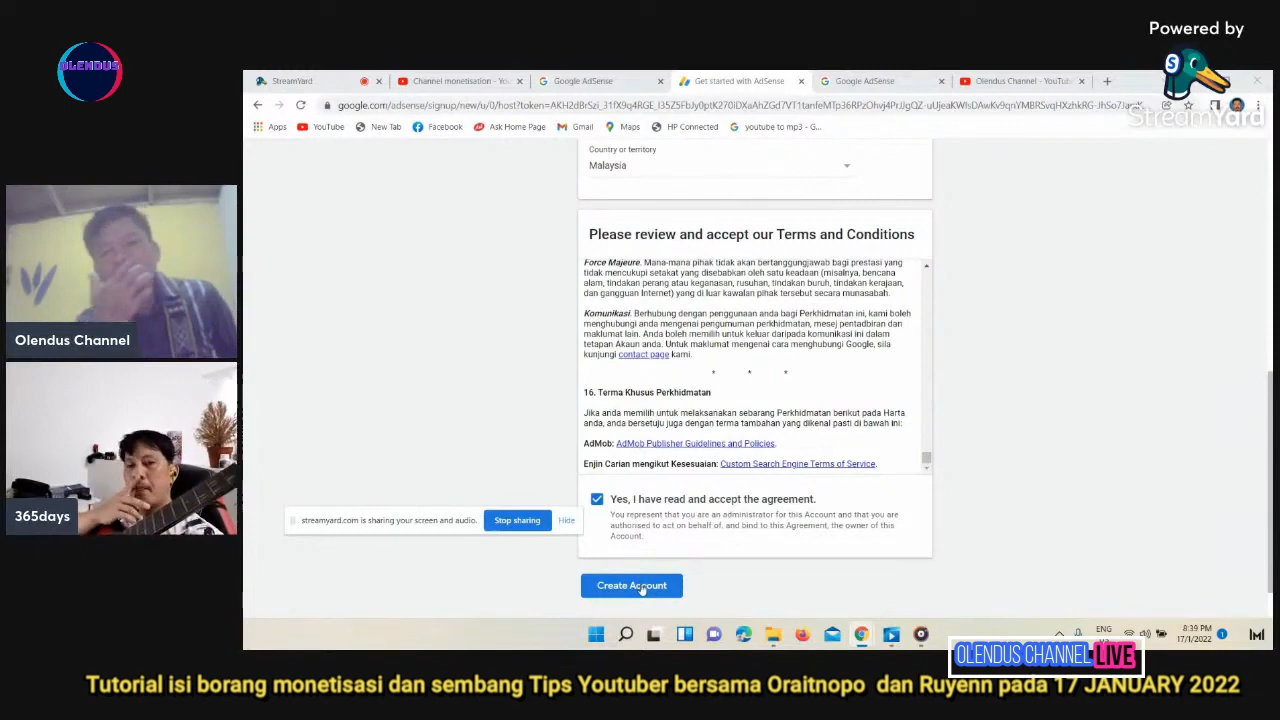 Powered by
StreamYard
OLENDUS
StreamYard
Channel monetisation - YouTube
Google AdSense
Get started with AdSense
Google AdSense
Olendus Channel - YouTube
Apps
YouTube
New Tab
Facebook
Ask Home Page
Gmail
Maps
HP Connected
youtube to mp3 - G...
Country or territory
Malaysia
Please review and accept our Terms and Conditions
Force Majeure. Mana-mana pihak tidak akan bertanggungjawab bagi prestasi yang
tidak mencukupi setakat yang disebabkan oleh satu keadaan (misalnya, bencana
alam, tindakan perang atau keganasan, rusuhan, tindakan buruh, tindakan kerajaan,
dan gangguan Internet) yang di luar kawalan pihak tersebut secara munasabah.
Komunikasi. Berhubung dengan penggunaan anda bagi Perkhidmatan ini, kami boleh
menghubungi anda mengenai pengumuman perkhidmatan, mesej pentadbiran dan
maklumat lain. Anda boleh memilih untuk keluar daripada komunikasi ini dalam
tetapan Akaun anda. Untuk maklumat mengenai cara menghubungi Google, sila
kunjungi contact page kami.
* * *
16. Terma Khusus Perkhidmatan
Jika anda memilih untuk melaksanakan sebarang Perkhidmatan berikut pada Harta
anda, anda bersetuju juga dengan terma tambahan yang dikenal pasti di bawah ini:
AdMob: AdMob Publisher Guidelines and Policies.
Enjin Carian mengikut Kesesuaian: Custom Search Engine Terms of Service.
Yes, I have read and accept the agreement.
You represent that you are an administrator for this Account and that you are
authorised to act on behalf of, and bind to this Agreement, the owner of this
Account.
Create Account
streamyard.com is sharing your screen and audio.
Stop sharing
Hide
Olendus Channel
365days
ENG
8:39 PM
17/1/2022
OLENDUS CHANNEL LIVE
Tutorial isi borang monetisasi dan sembang Tips Youtuber bersama Oraitnopo dan Ruyenn pada 17 JANUARY 2022